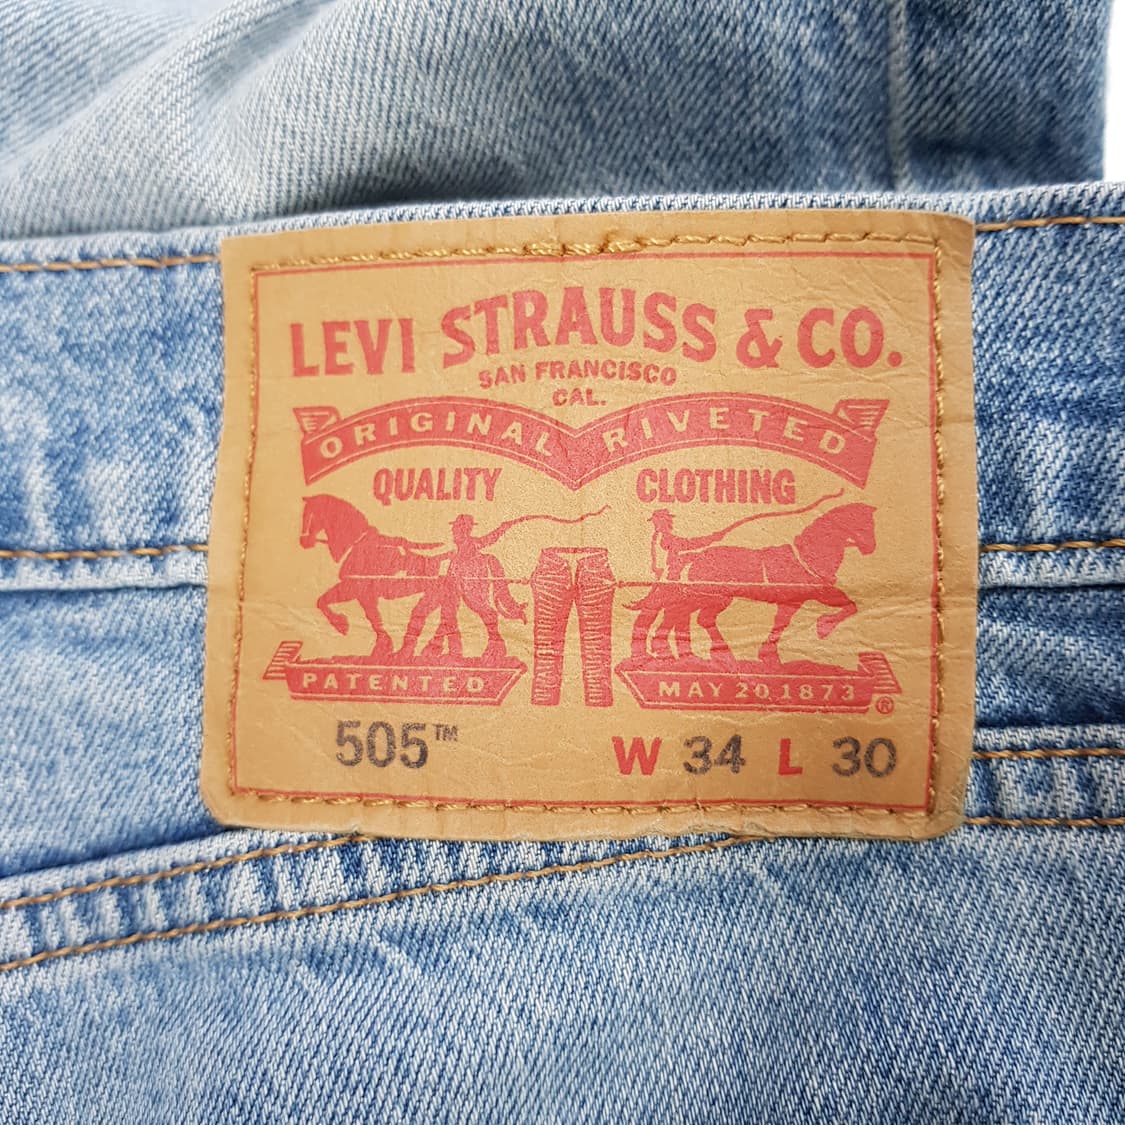 LEVI STRAUSS & CO.
SAN FRANCISCO
CAL.
ORIGINAL RIVETED
QUALITY CLOTHING
PATENTED MAY 20, 1873 ®
505™ W 34 L 30